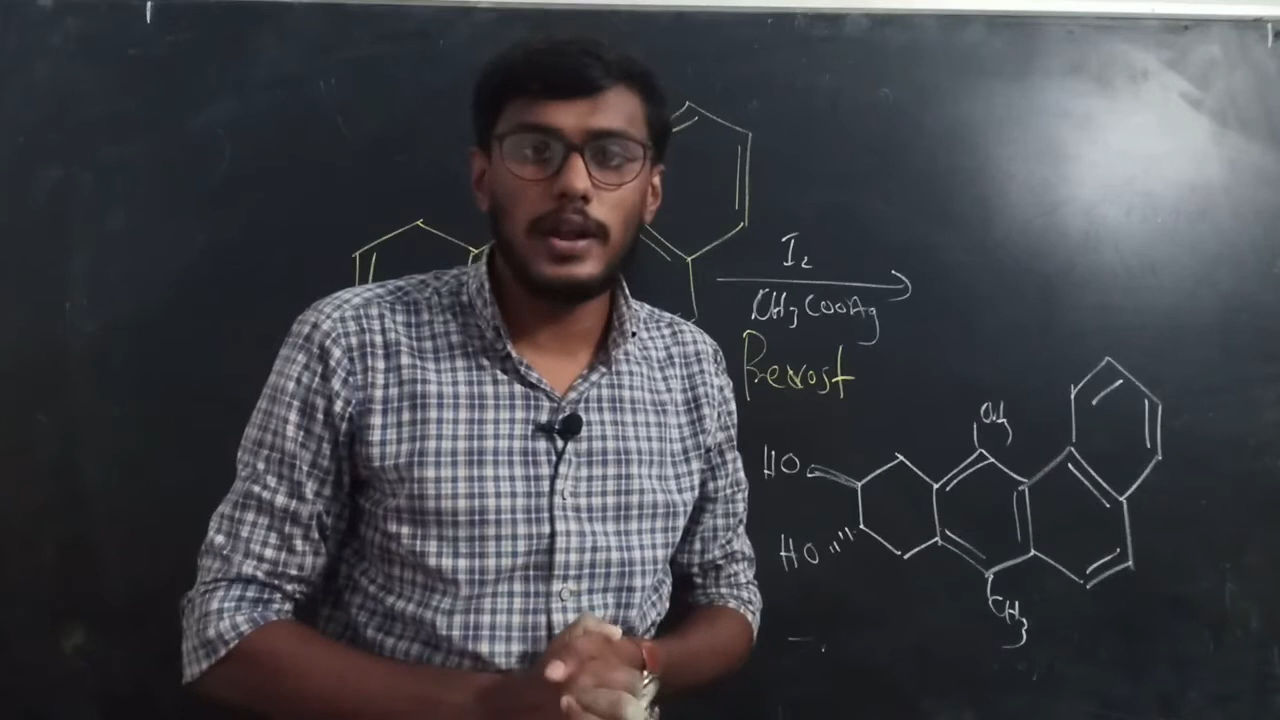 I₂
CH₃COOAg
Prevost
CH₃
HO
HO
CH₃